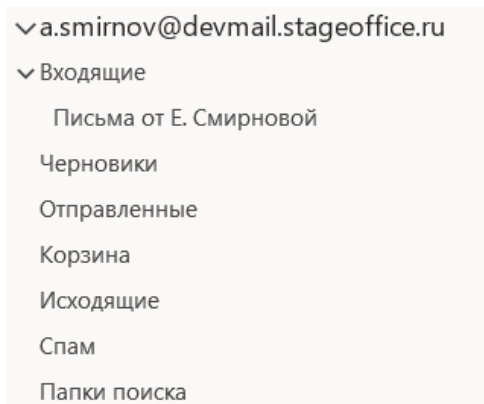 a.smirnov@devmail.stageoffice.ru
Входящие
Письма от Е. Смирновой
Черновики
Отправленные
Корзина
Исходящие
Спам
Папки поиска